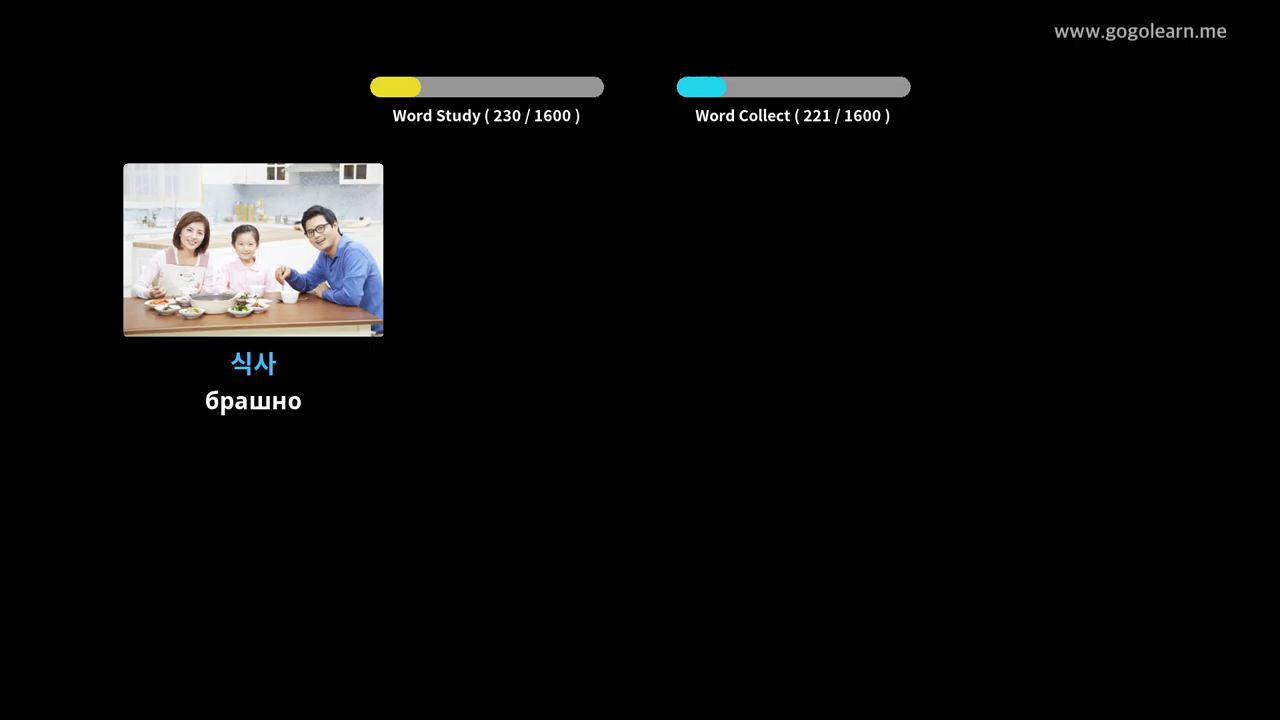 www.gogolearn.me
Word Study ( 230 / 1600 )
Word Collect ( 221 / 1600 )
식사
брашно